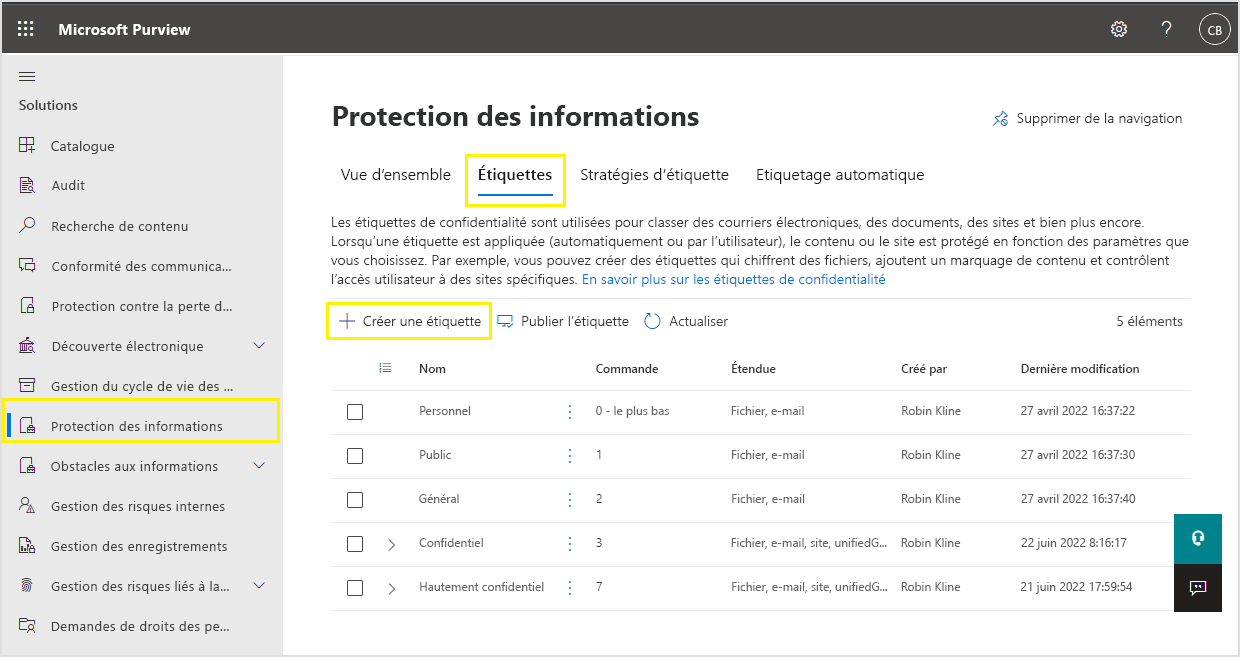 Microsoft Purview
?
CB
Solutions
Catalogue
Audit
Recherche de contenu
Conformité des communica...
Protection contre la perte d...
Découverte électronique
Gestion du cycle de vie des ...
Protection des informations
Obstacles aux informations
Gestion des risques internes
Gestion des enregistrements
Gestion des risques liés à la...
Demandes de droits des pe...
Protection des informations
Supprimer de la navigation
Vue d’ensemble Étiquettes Stratégies d’étiquette Etiquetage automatique
Les étiquettes de confidentialité sont utilisées pour classer des courriers électroniques, des documents, des sites et bien plus encore.
Lorsqu’une étiquette est appliquée (automatiquement ou par l’utilisateur), le contenu ou le site est protégé en fonction des paramètres que
vous choisissez. Par exemple, vous pouvez créer des étiquettes qui chiffrent des fichiers, ajoutent un marquage de contenu et contrôlent
l’accès utilisateur à des sites spécifiques. En savoir plus sur les étiquettes de confidentialité
Créer une étiquette Publier l’étiquette Actualiser 5 éléments
Nom Commande Étendue Créé par Dernière modification
Personnel 0 - le plus bas Fichier, e-mail Robin Kline 27 avril 2022 16:37:22
Public 1 Fichier, e-mail Robin Kline 27 avril 2022 16:37:30
Général 2 Fichier, e-mail Robin Kline 27 avril 2022 16:37:40
Confidentiel 3 Fichier, e-mail, site, unifiedG... Robin Kline 22 juin 2022 8:16:17
Hautement confidentiel 7 Fichier, e-mail, site, unifiedG... Robin Kline 21 juin 2022 17:59:54